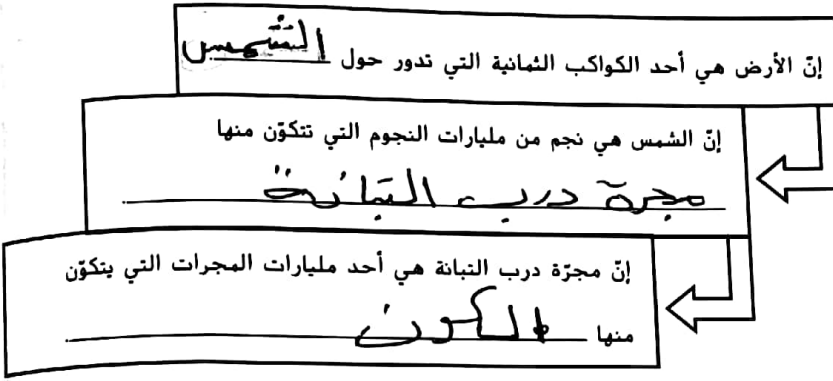 إنّ الأرض هي أحد الكواكب الثمانية التي تدور حول الشمس
إنّ الشمس هي نجم من مليارات النجوم التي تتكوّن منها
مجرة درب التبانة
إنّ مجرّة درب التبانة هي أحد مليارات المجرات التي يتكوّن
منها الكون